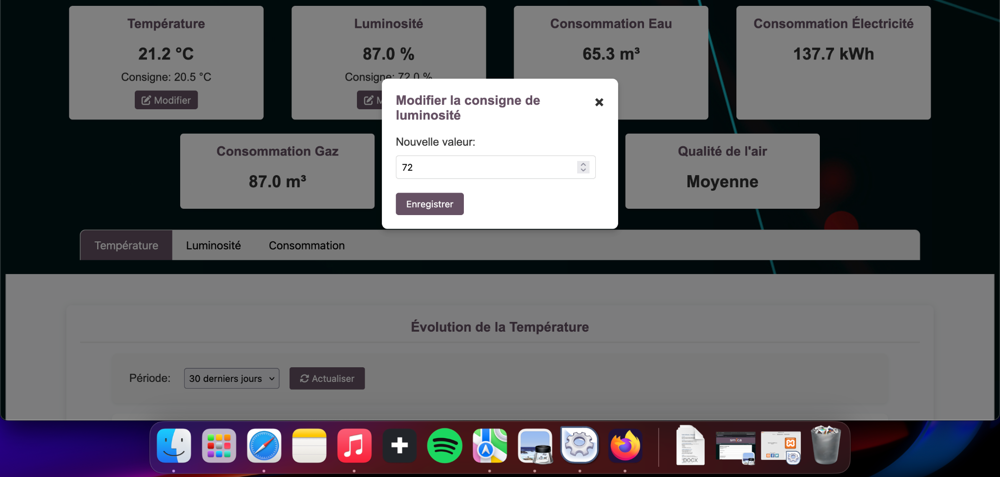 Température
21.2 °C
Consigne: 20.5 °C
Modifier
Luminosité
87.0 %
Consigne: 72.0 %
Consommation Eau
65.3 m³
Consommation Électricité
137.7 kWh
Modifier la consigne de
luminosité
Nouvelle valeur:
72
Enregistrer
Consommation Gaz
87.0 m³
Qualité de l'air
Moyenne
Température Luminosité Consommation
Évolution de la Température
Période: 30 derniers jours Actualiser
DOCX